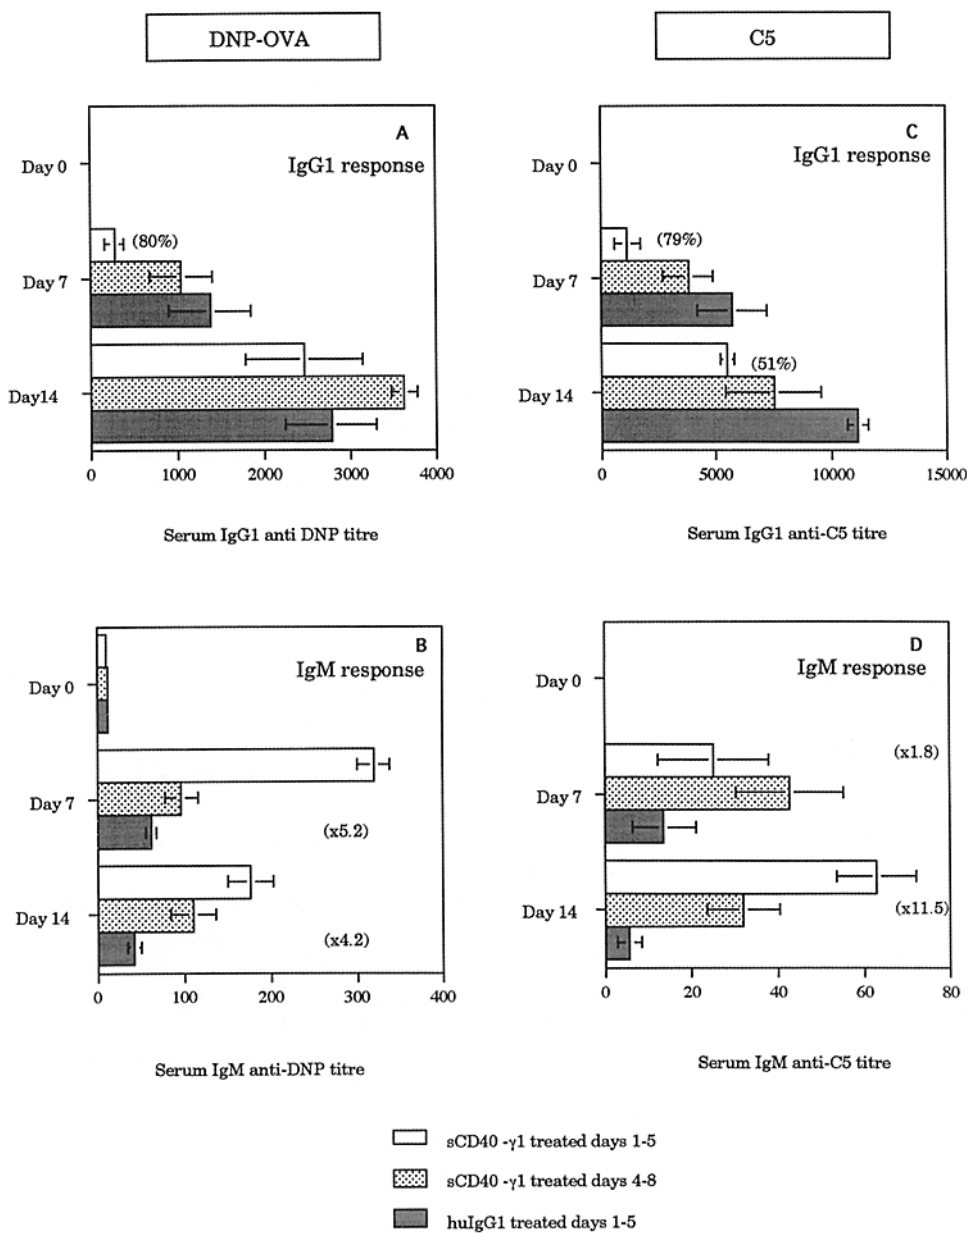 DNP-OVA
C5
A
IgG1 response
Day 0
(80%)
Day 7
Day14
0 1000 2000 3000 4000
Serum IgG1 anti DNP titre
C
IgG1 response
Day 0
(79%)
Day 7
(51%)
Day 14
0 5000 10000 15000
Serum IgG1 anti-C5 titre
B
IgM response
Day 0
Day 7
(x5.2)
Day 14
(x4.2)
0 100 200 300 400
Serum IgM anti-DNP titre
D
IgM response
Day 0
(x1.8)
Day 7
(x11.5)
Day 14
0 20 40 60 80
Serum IgM anti-C5 titre
sCD40 -γ1 treated days 1-5
sCD40 -γ1 treated days 4-8
huIgG1 treated days 1-5